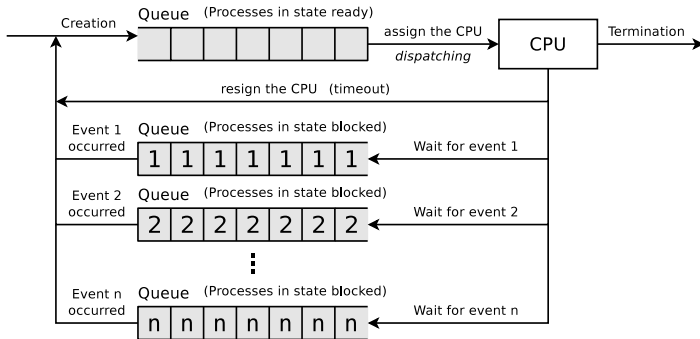 Creation
Queue (Processes in state ready)
assign the CPU
dispatching
CPU
Termination
resign the CPU (timeout)
Event 1
occurred
Queue (Processes in state blocked)
1 1 1 1 1 1 1
Wait for event 1
Event 2
occurred
Queue (Processes in state blocked)
2 2 2 2 2 2 2
Wait for event 2
Event n
occurred
Queue (Processes in state blocked)
n n n n n n n
Wait for event n